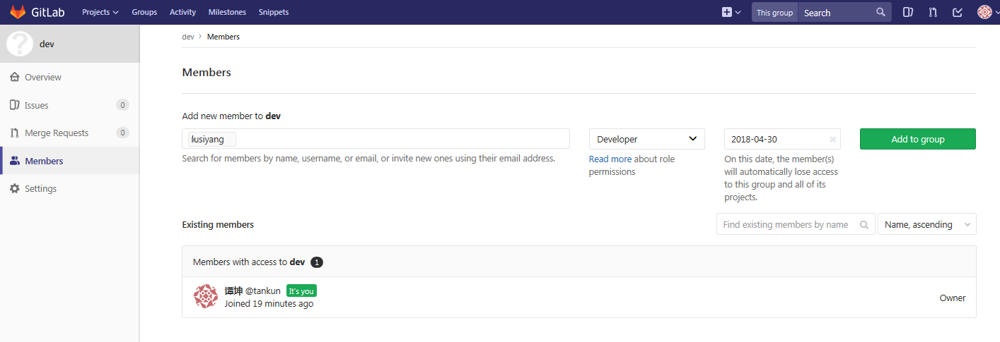 GitLab Projects Groups Activity Milestones Snippets This group Search
dev
dev > Members
Overview
Issues 0
Merge Requests 0
Members
Settings
Members
Add new member to dev
lusiyang
Developer
2018-04-30
Add to group
Search for members by name, username, or email, or invite new ones using their email address.
Read more about role
permissions
On this date, the member(s)
will automatically lose access
to this group and all of its
projects.
Existing members
Find existing members by name
Name, ascending
Members with access to dev 1
谭坤 @tankun It's you
Joined 19 minutes ago
Owner